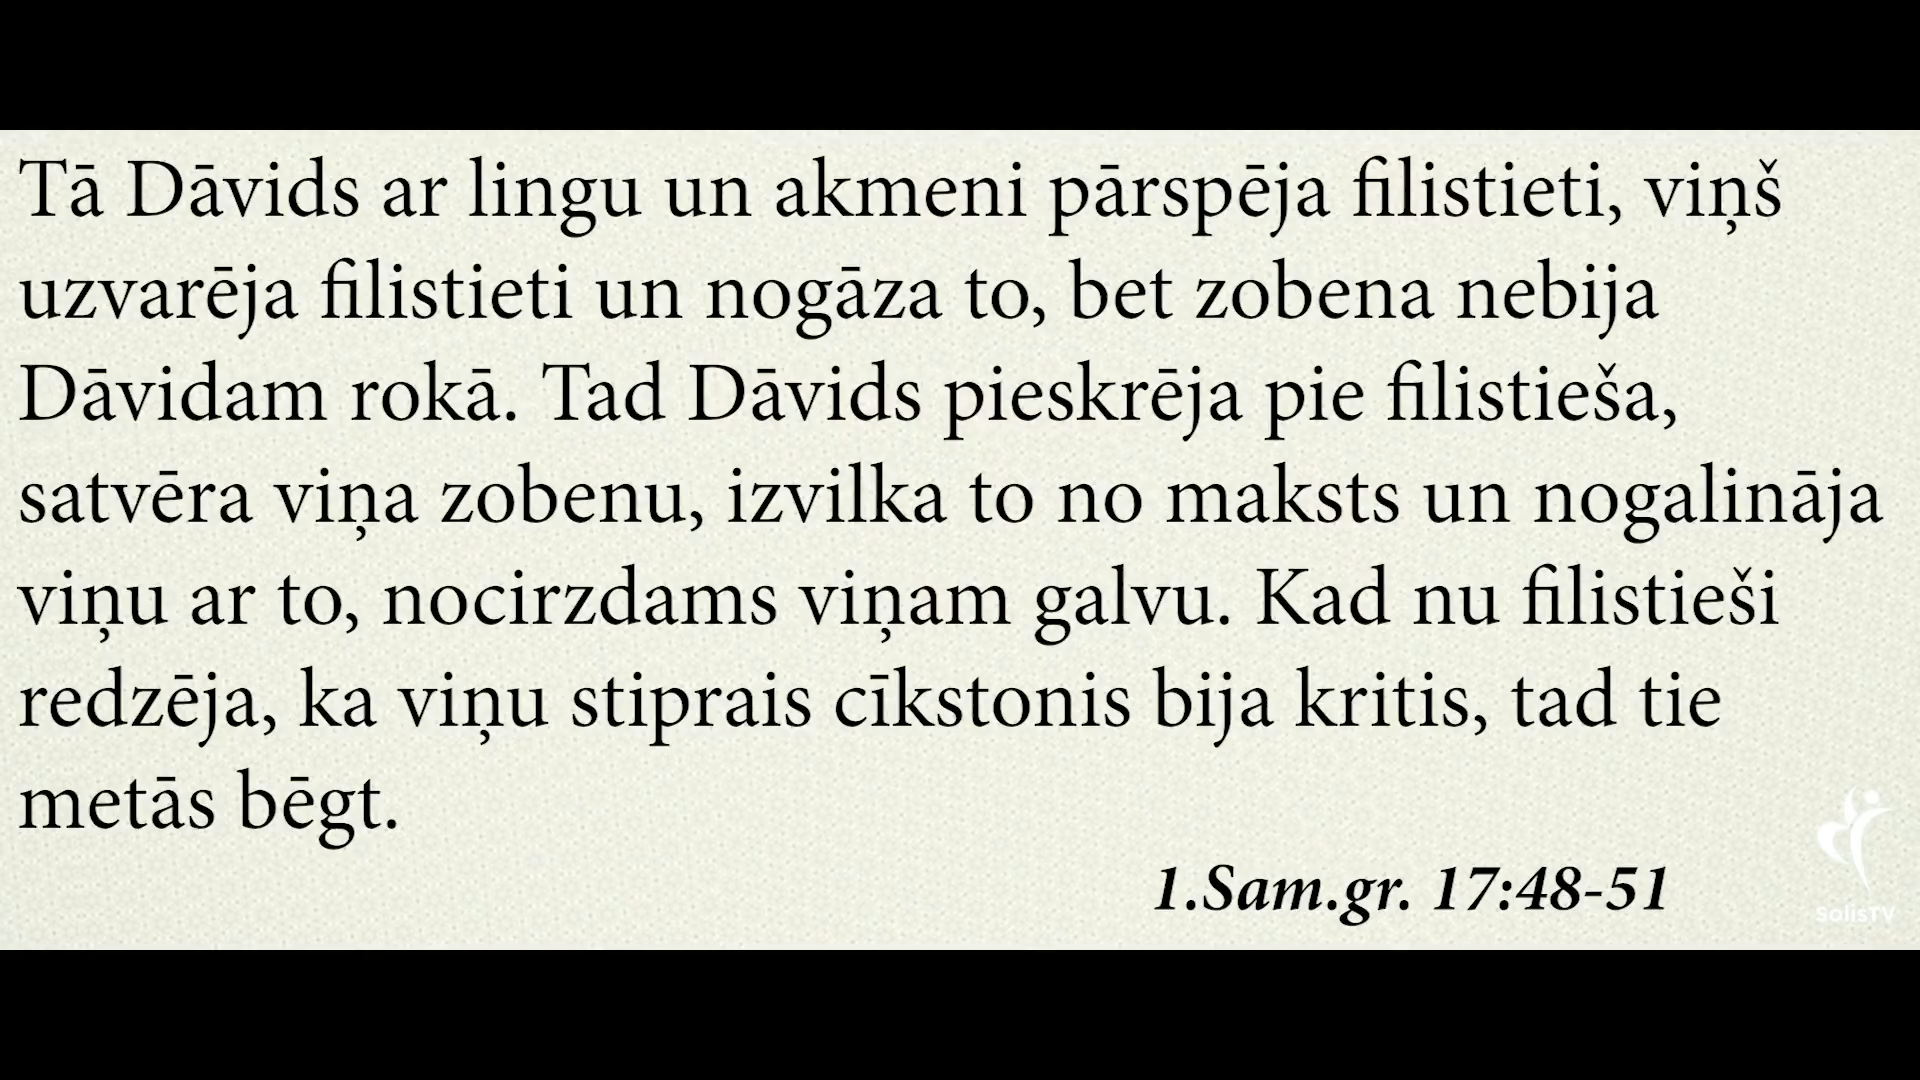 Tā Dāvids ar lingu un akmeni pārspēja filistieti, viņš
uzvarēja filistieti un nogāza to, bet zobena nebija
Dāvidam rokā. Tad Dāvids pieskrēja pie filistieša,
satvēra viņa zobenu, izvilka to no maksts un nogalināja
viņu ar to, nocirzdams viņam galvu. Kad nu filistieši
redzēja, ka viņu stiprais cīkstonis bija kritis, tad tie
metās bēgt.
1.Sam.gr. 17:48-51
SolisTV